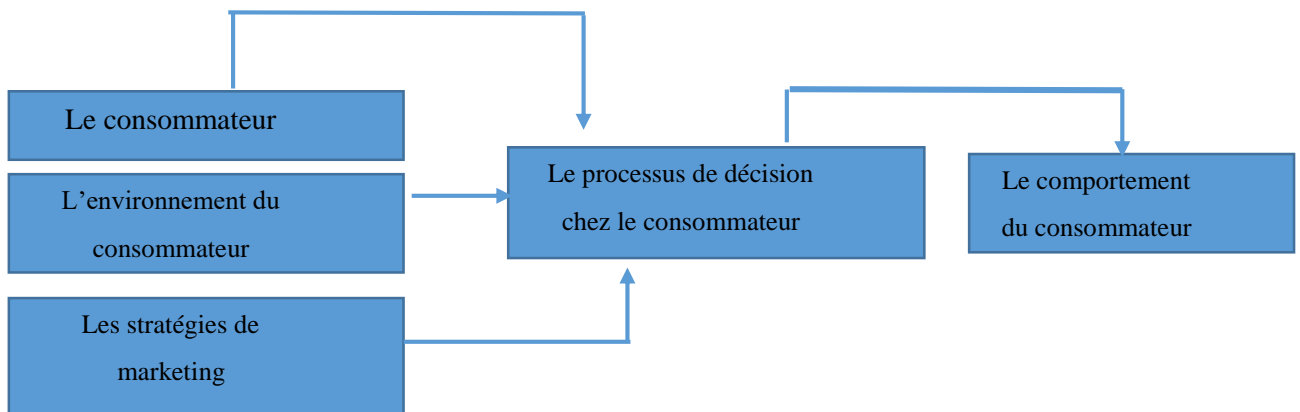 Le consommateur
L’environnement du
consommateur
Les stratégies de
marketing
Le processus de décision
chez le consommateur
Le comportement
du consommateur